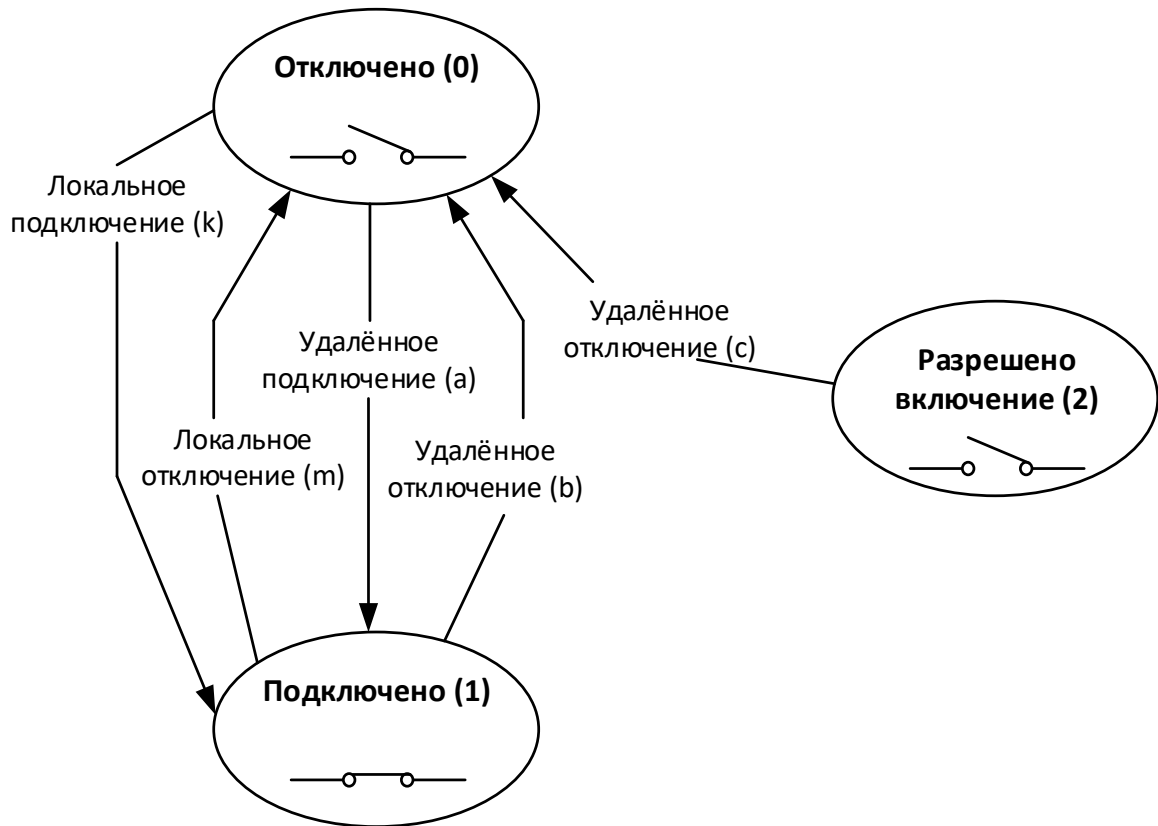 Отключено (0)
Локальное
подключение (k)
Удалённое
отключение (c)
Удалённое
подключение (a)
Разрешено
включение (2)
Локальное
отключение (m)
Удалённое
отключение (b)
Подключено (1)